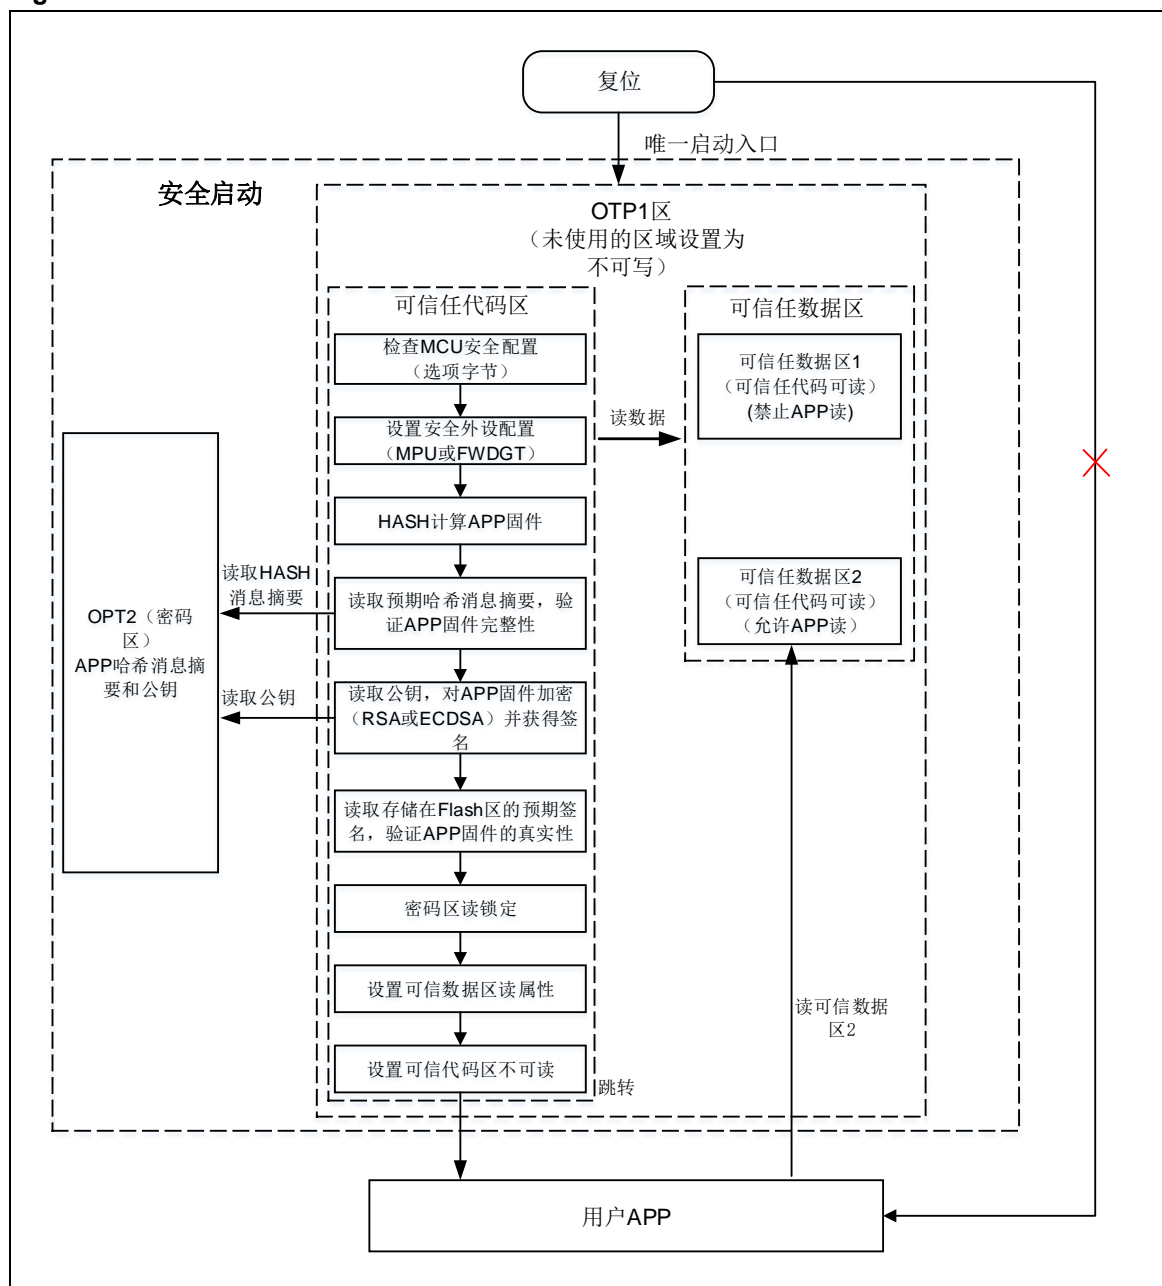 复位
唯一启动入口
安全启动
OTP1区
（未使用的区域设置为
不可写）
可信任代码区
检查MCU安全配置
（选项字节）
设置安全外设配置
（MPU或FWDGT）
HASH计算APP固件
读取预期哈希消息摘要，验
证APP固件完整性
读取公钥，对APP固件加密
（RSA或ECDSA）并获得签
名
读取存储在Flash区的预期签
名，验证APP固件的真实性
密码区读锁定
设置可信数据区读属性
设置可信代码区不可读
跳转
读数据
可信任数据区
可信任数据区1
（可信任代码可读）
(禁止APP读)
可信任数据区2
（可信任代码可读）
（允许APP读）
读取HASH
消息摘要
读取公钥
OPT2（密码
区）
APP哈希消息摘
要和公钥
读可信数据
区2
用户APP